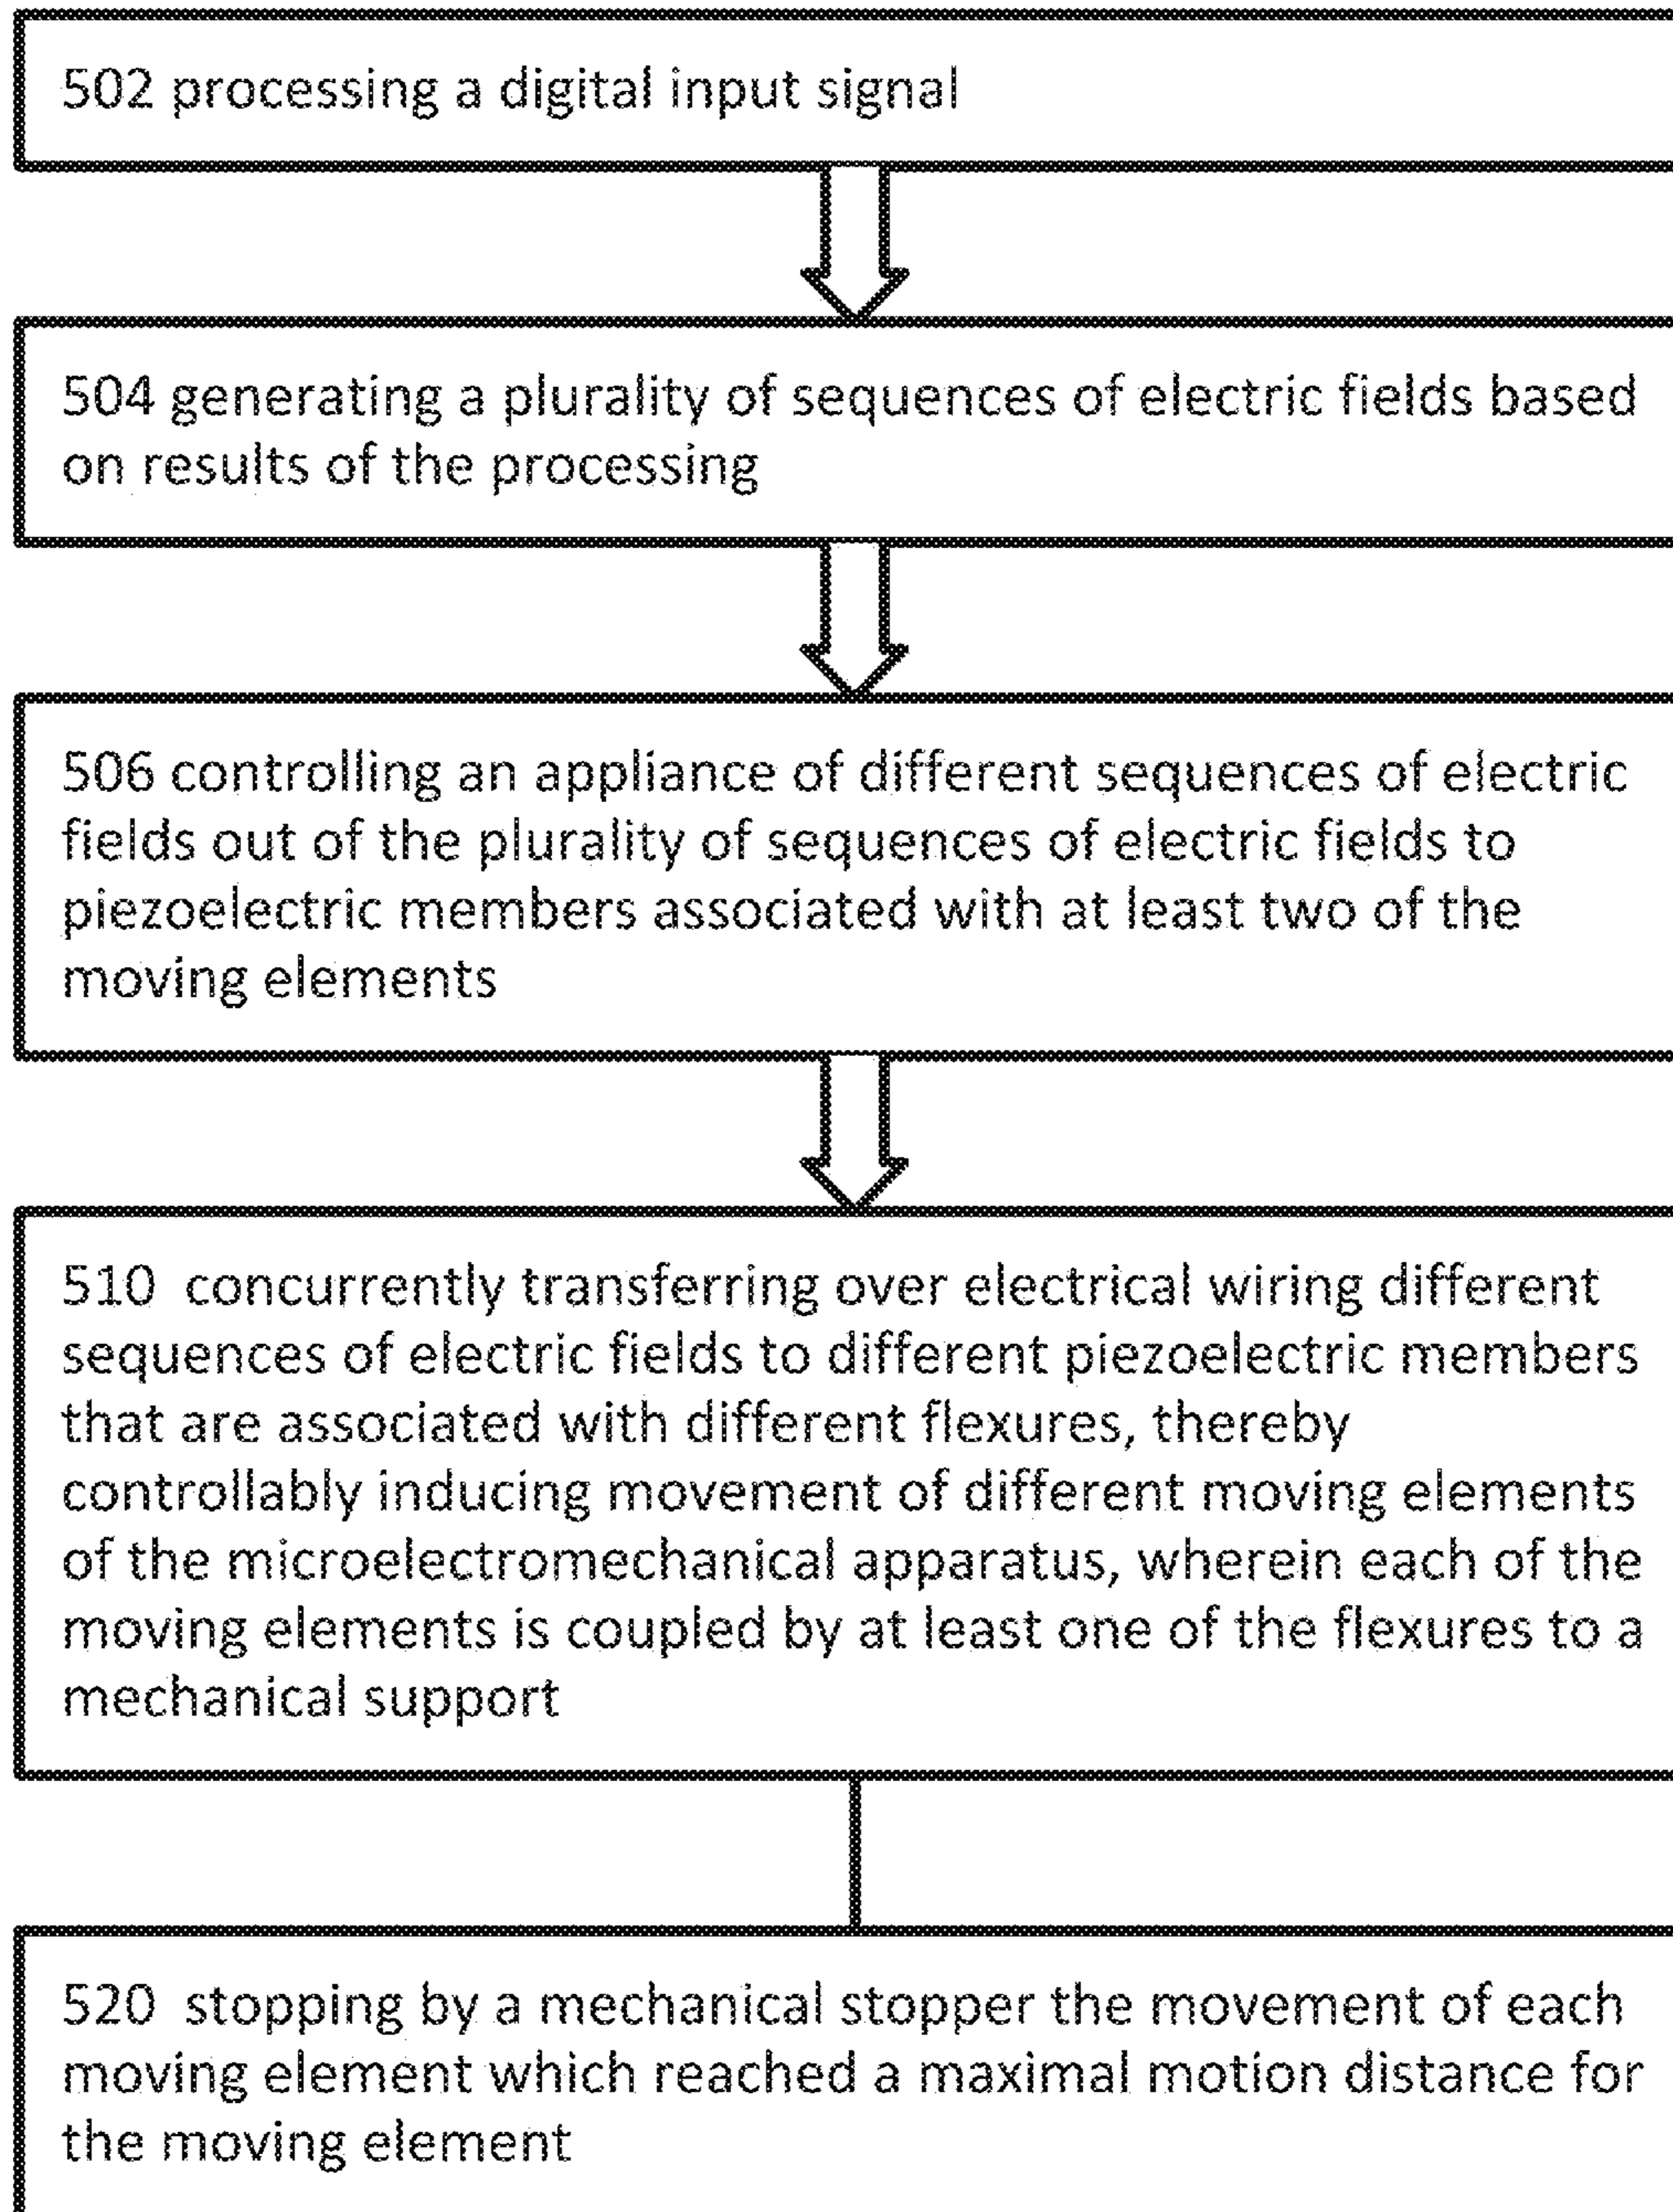 502 processing a digital input signal
504 generating a plurality of sequences of electric fields based
on results of the processing
506 controlling an appliance of different sequences of electric
fields out of the plurality of sequences of electric fields to
piezoelectric members associated with at least two of the
moving elements
510 concurrently transferring over electrical wiring different
sequences of electric fields to different piezoelectric members
that are associated with different flexures, thereby
controllably inducing movement of different moving elements
of the microelectromechanical apparatus, wherein each of the
moving elements is coupled by at least one of the flexures to a
mechanical support
520 stopping by a mechanical stopper the movement of each
moving element which reached a maximal motion distance for
the moving element